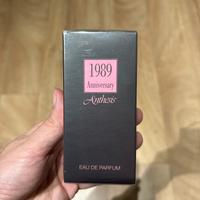 1989
Anniversary
Anthesis
EAU DE PARFUM